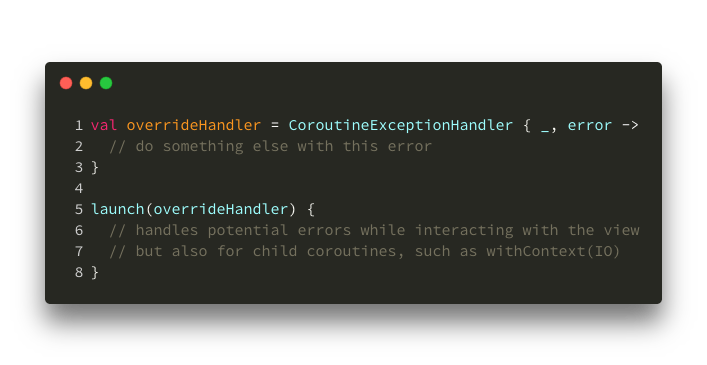 1 val overrideHandler = CoroutineExceptionHandler { _, error ->
2   // do something else with this error
3 }
4
5 launch(overrideHandler) {
6   // handles potential errors while interacting with the view
7   // but also for child coroutines, such as withContext(IO)
8 }